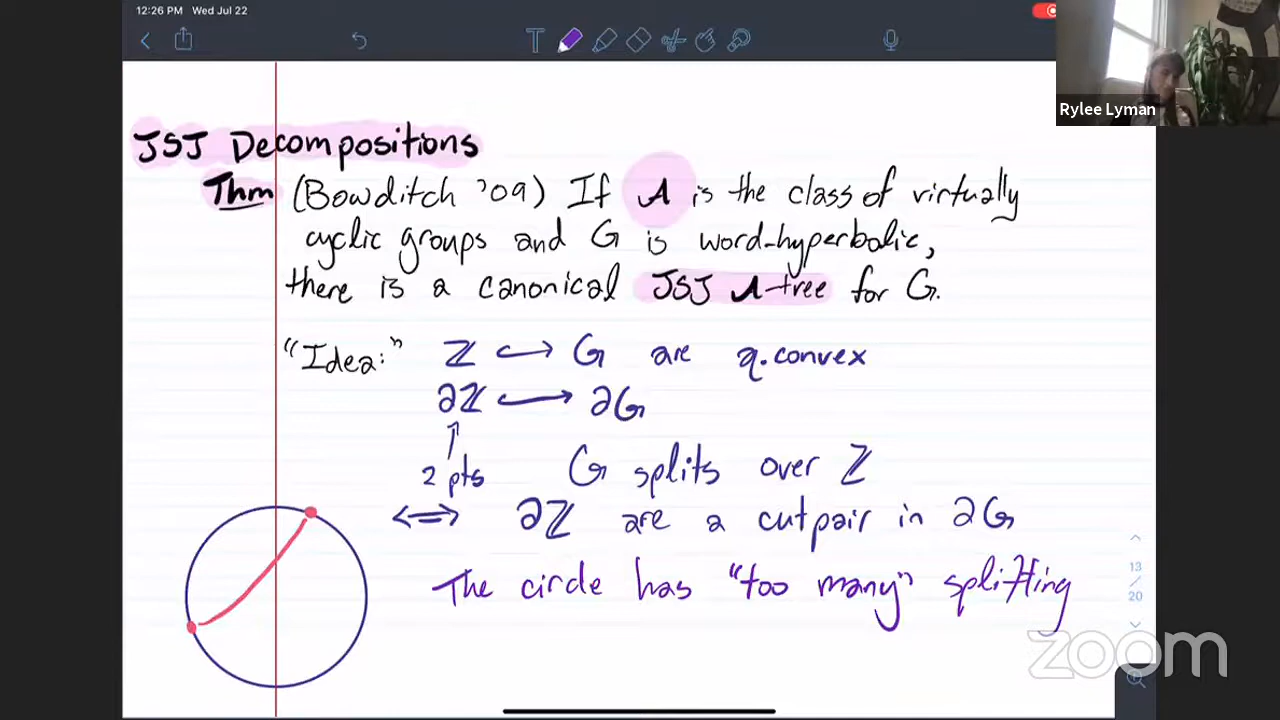 12:26 PM Wed Jul 22
Rylee Lyman
JSJ Decompositions
Thm (Bowditch '09) If A is the class of virtually
cyclic groups and G is word-hyperbolic,
there is a canonical JSJ A-tree for G.
"Idea:" ℤ ↪ G are q.convex
∂ℤ ↪ ∂G
↑
2 pts G splits over ℤ
⟺ ∂ℤ are a cutpair in ∂G
The circle has "too many" splitting
13
/
20
zoom